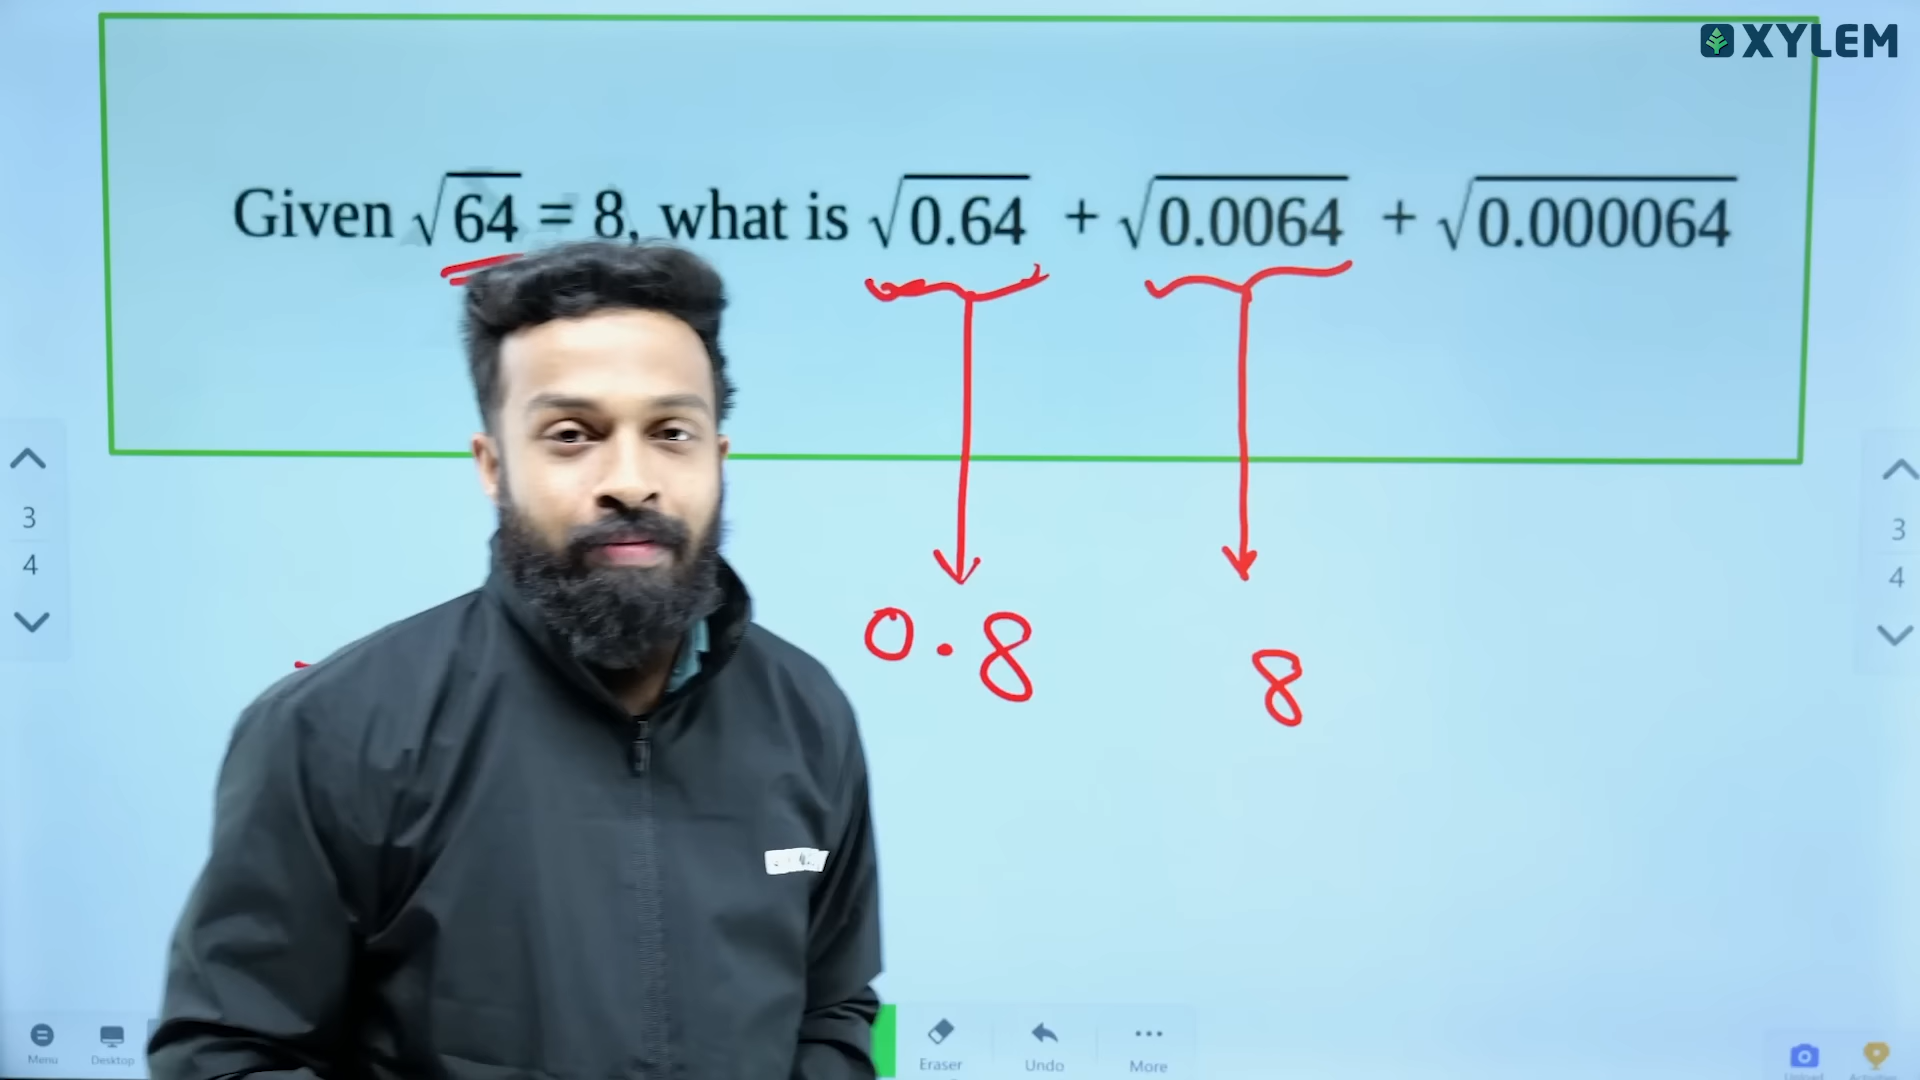 XYLEM
Given √64 = 8, what is √0.64 + √0.0064 + √0.000064
3
4
3
4
0.8
8
Menu
Desktop
Eraser
Undo
More
Upload